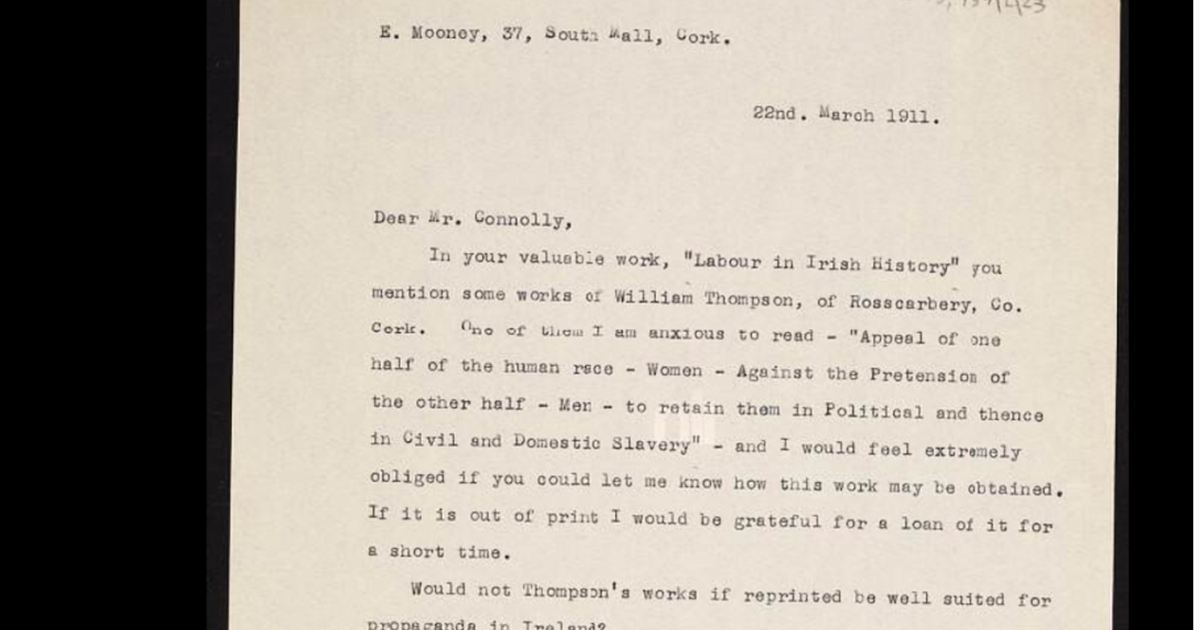 E. Mooney, 37, South Mall, Cork.
22nd. March 1911.
Dear Mr. Connolly,
In your valuable work, "Labour in Irish History" you
mention some works of William Thompson, of Rosscarbery, Co.
Cork. One of them I am anxious to read - "Appeal of one
half of the human race - Women - Against the Pretension of
the other half - Men - to retain them in Political and thence
in Civil and Domestic Slavery" - and I would feel extremely
obliged if you could let me know how this work may be obtained.
If it is out of print I would be grateful for a loan of it for
a short time.
Would not Thompson's works if reprinted be well suited for
propaganda in Ireland?